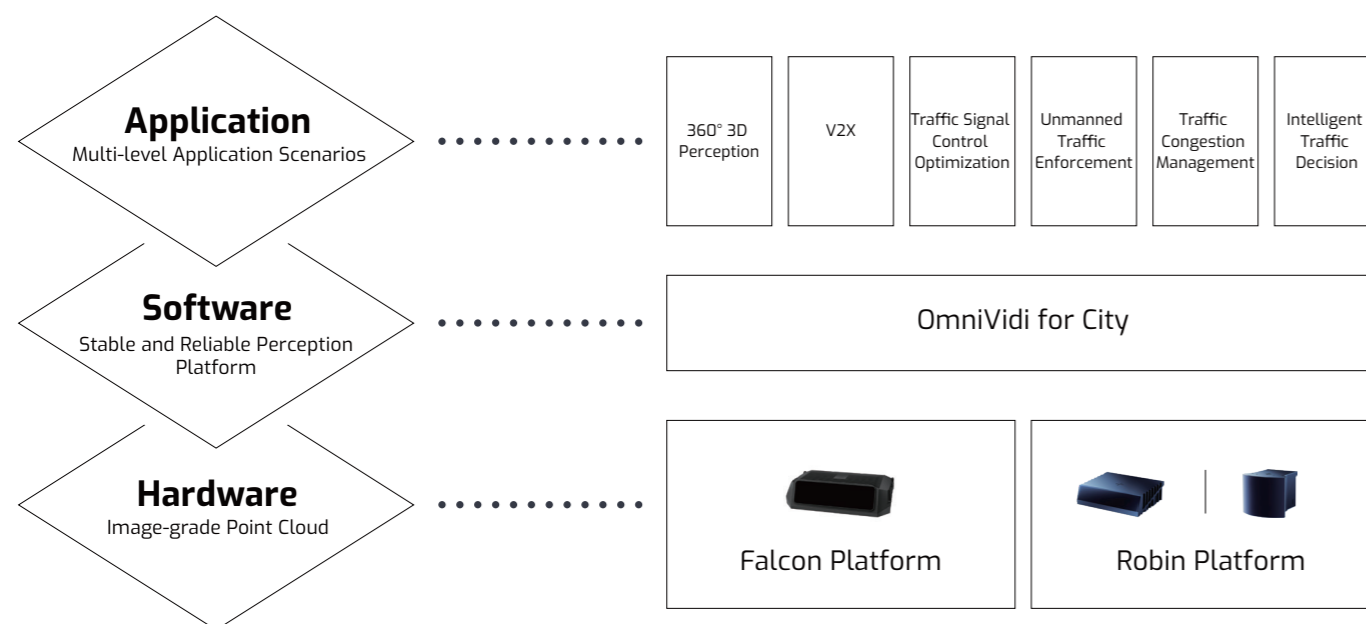 Application
Multi-level Application Scenarios
360° 3D
Perception
V2X
Traffic Signal
Control
Optimization
Unmanned
Traffic
Enforcement
Traffic
Congestion
Management
Intelligent
Traffic
Decision
Software
Stable and Reliable Perception
Platform
OmniVidi for City
Hardware
Image-grade Point Cloud
Falcon Platform
Robin Platform